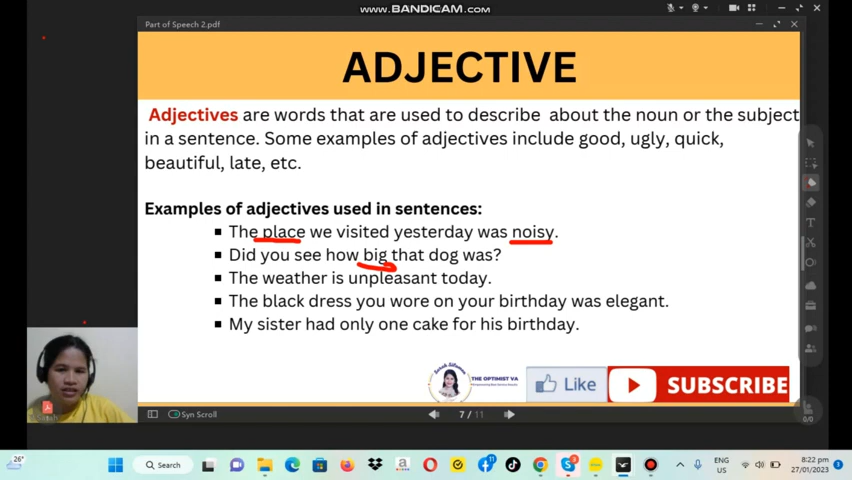 WWW.BANDICAM.COM
Part of Speech 2.pdf
ADJECTIVE
Adjectives are words that are used to describe about the noun or the subject
in a sentence. Some examples of adjectives include good, ugly, quick,
beautiful, late, etc.
Examples of adjectives used in sentences:
The place we visited yesterday was noisy.
Did you see how big that dog was?
The weather is unpleasant today.
The black dress you wore on your birthday was elegant.
My sister had only one cake for his birthday.
THE OPTIMIST VA
Like
SUBSCRIBE
Syn Scroll
7 / 11
0/0
26°
Search
ENG
US
8:22 pm
27/01/2023